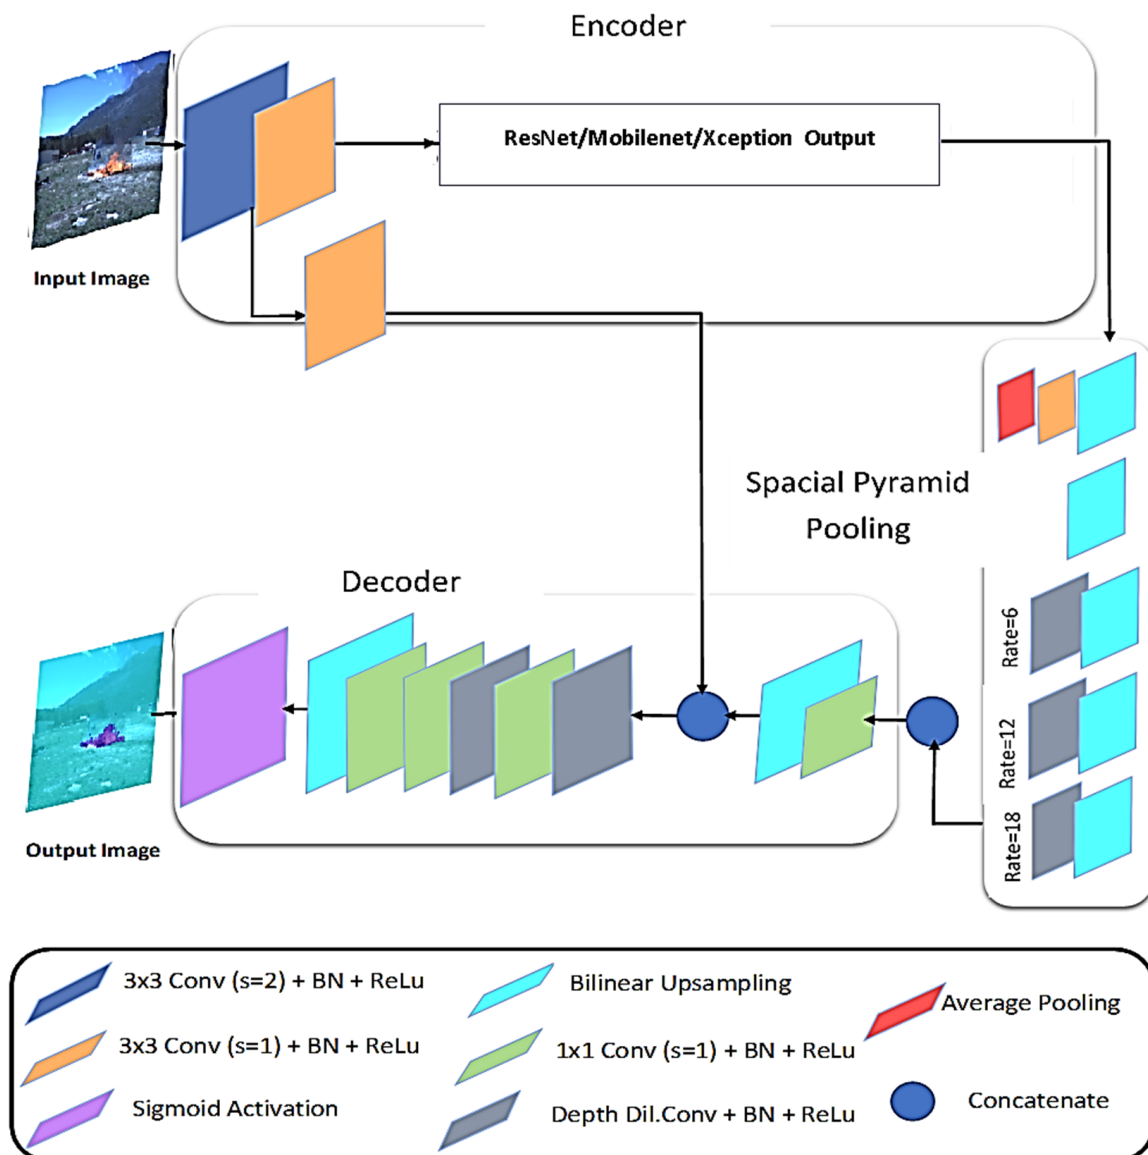 Encoder
ResNet/Mobilenet/Xception Output
Input Image
Spacial Pyramid
Pooling
Rate=6
Rate=12
Rate=18
Decoder
Output Image
3x3 Conv (s=2) + BN + ReLu
Bilinear Upsampling
Average Pooling
3x3 Conv (s=1) + BN + ReLu
1x1 Conv (s=1) + BN + ReLu
Sigmoid Activation
Depth Dil.Conv + BN + ReLu
Concatenate